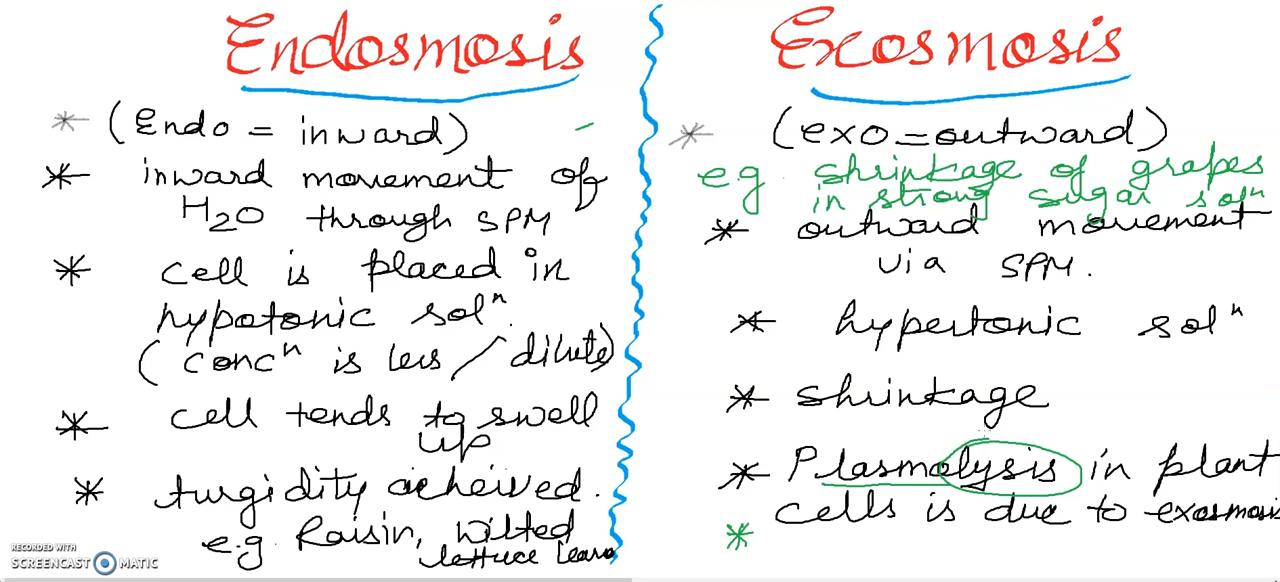 Endosmosis
* (Endo = inward)
* inward movement of
H2O through SPM
* cell is placed in
hypotonic solⁿ.
(concⁿ is less / dilute)
* cell tends to swell
up
* turgidity acheived.
e.g. Raisin, wilted
lettuce leave
Exosmosis
* (exo = outward)
eg. shrinkage of grapes
in strong sugar solⁿ
* outward movement
via SPM.
* hypertonic solⁿ
* shrinkage
* Plasmolysis in plant
cells is due to exosmosis
*
RECORDED WITH
SCREENCAST MATIC